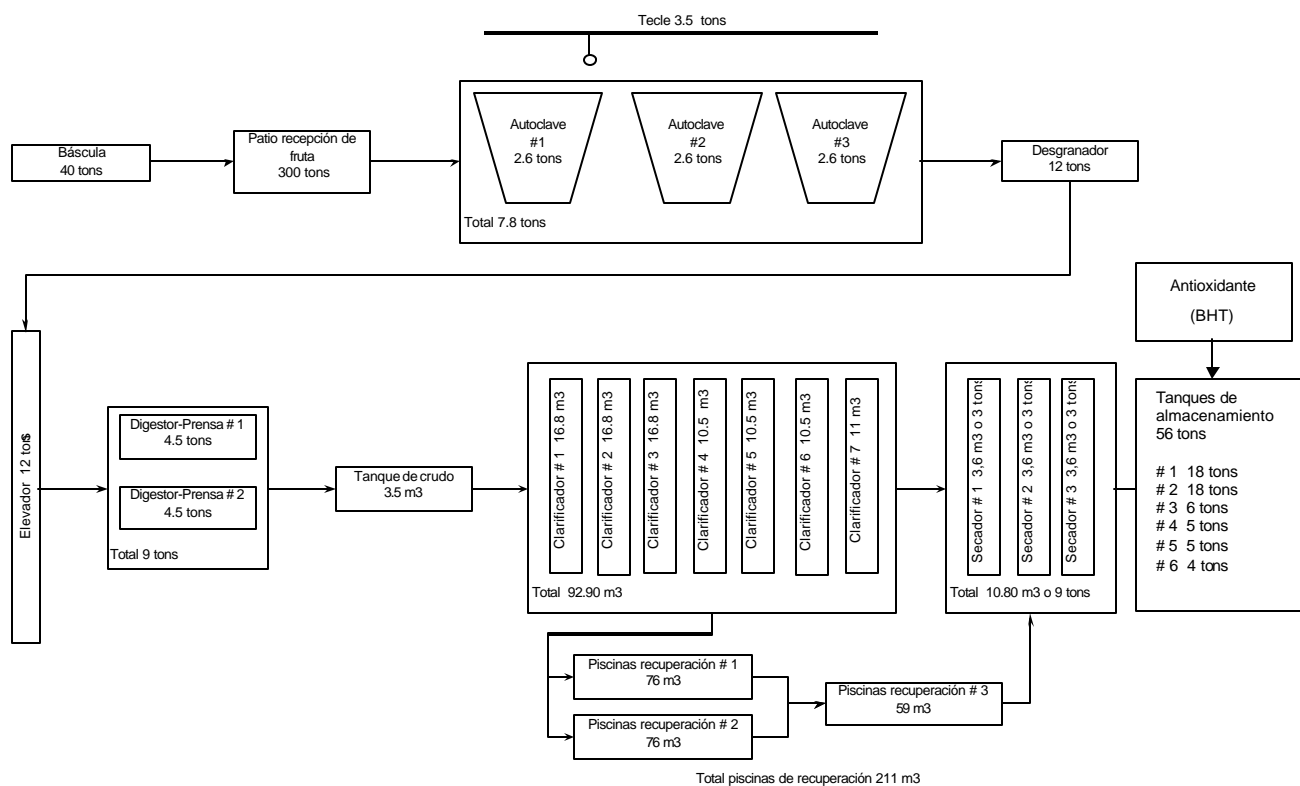 Tecle 3.5 tons
Báscula
40 tons
Patio recepción de
fruta
300 tons
Autoclave
#1
2.6 tons
Autoclave
#2
2.6 tons
Autoclave
#3
2.6 tons
Total 7.8 tons
Desgranador
12 tons
Antioxidante
(BHT)
Elevador 12 tons
Digestor-Prensa # 1
4.5 tons
Digestor-Prensa # 2
4.5 tons
Total 9 tons
Tanque de crudo
3.5 m3
Clarificador # 1 16.8 m3
Clarificador # 2 16.8 m3
Clarificador # 3 16.8 m3
Clarificador # 4 10.5 m3
Clarificador # 5 10.5 m3
Clarificador # 6 10.5 m3
Clarificador # 7 11 m3
Total 92.90 m3
Secador # 1 3,6 m3 o 3 tons
Secador # 2 3,6 m3 o 3 tons
Secador # 3 3,6 m3 o 3 tons
Total 10.80 m3 o 9 tons
Tanques de
almacenamiento
56 tons
# 1 18 tons
# 2 18 tons
# 3 6 tons
# 4 5 tons
# 5 5 tons
# 6 4 tons
Piscinas recuperación # 1
76 m3
Piscinas recuperación # 2
76 m3
Piscinas recuperación # 3
59 m3
Total piscinas de recuperación 211 m3